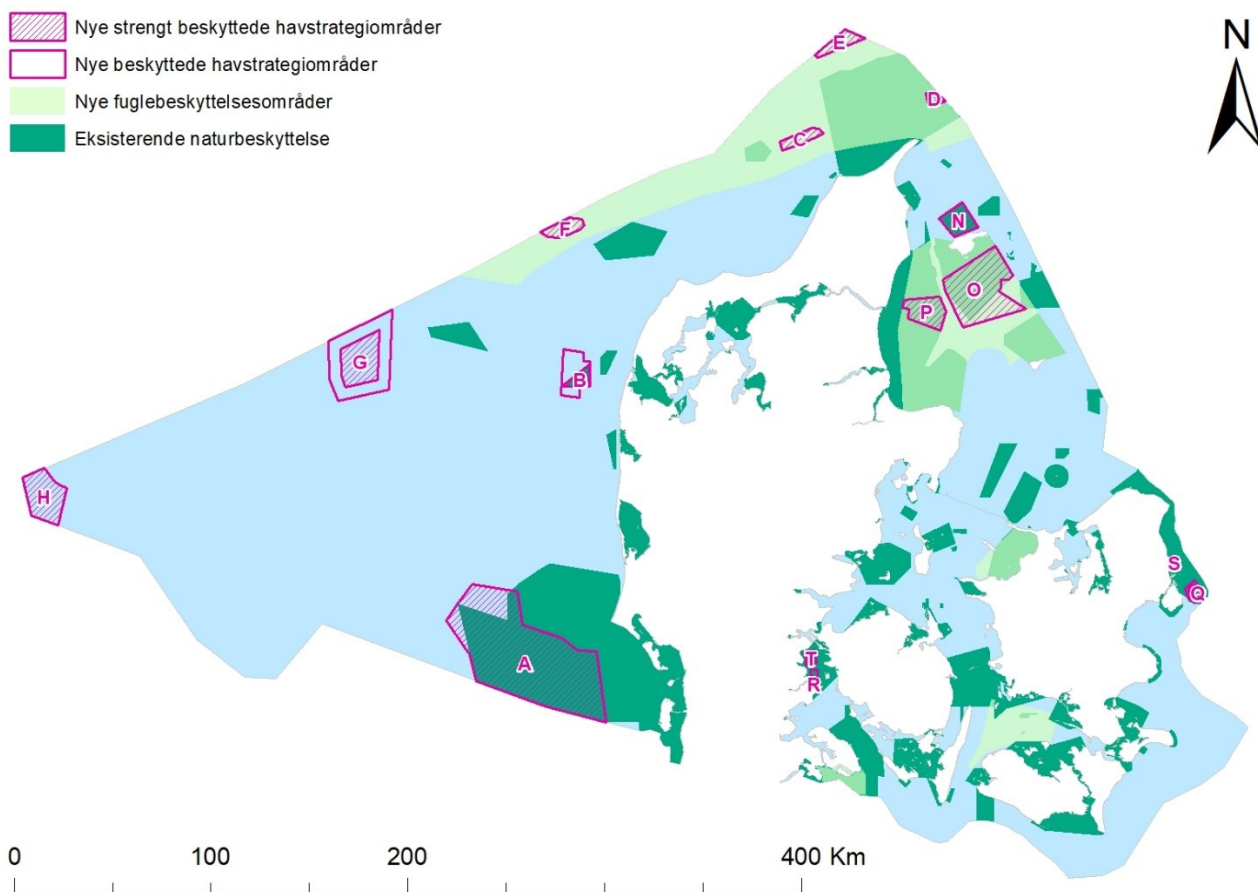 Nye strengt beskyttede havstrategiområder
Nye beskyttede havstrategiområder
Nye fuglebeskyttelsesområder
Eksisterende naturbeskyttelse
N
E
D
C
F
N
O
P
G
B
H
S
Q
A
T
R
0 100 200 400 Km